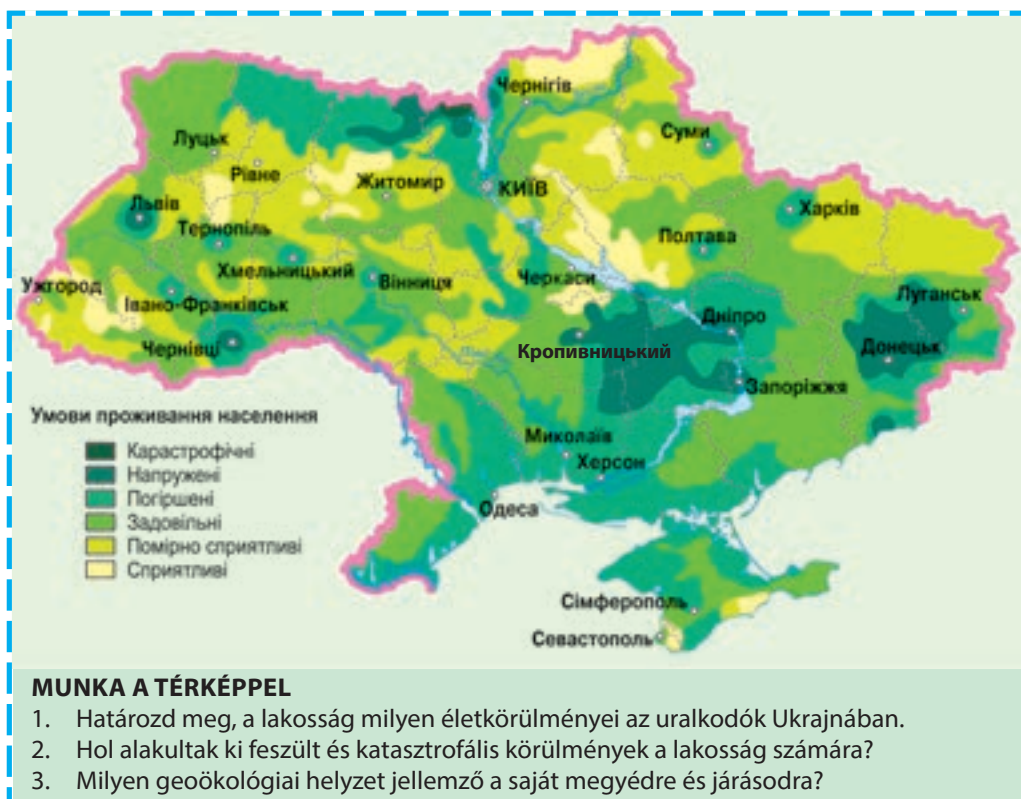 Чернігів
Луцьк
Рівне
Житомир
КИЇВ
Суми
Львів
Тернопіль
Хмельницький
Вінниця
Черкаси
Полтава
Харків
Ужгород
Івано-Франківськ
Чернівці
Кропивницький
Дніпро
Луганськ
Донецьк
Запоріжжя
Миколаїв
Херсон
Одеса
Сімферополь
Севастополь
Умови проживання населення
Карастрофічні
Напружені
Погіршені
Задовільні
Помірно сприятливі
Сприятливі
MUNKA A TÉRKÉPPEL
1. Határozd meg, a lakosság milyen életkörülményei az uralkodók Ukrajnában.
2. Hol alakultak ki feszült és katasztrofális körülmények a lakosság számára?
3. Milyen geoökológiai helyzet jellemző a saját megyédre és járásodra?